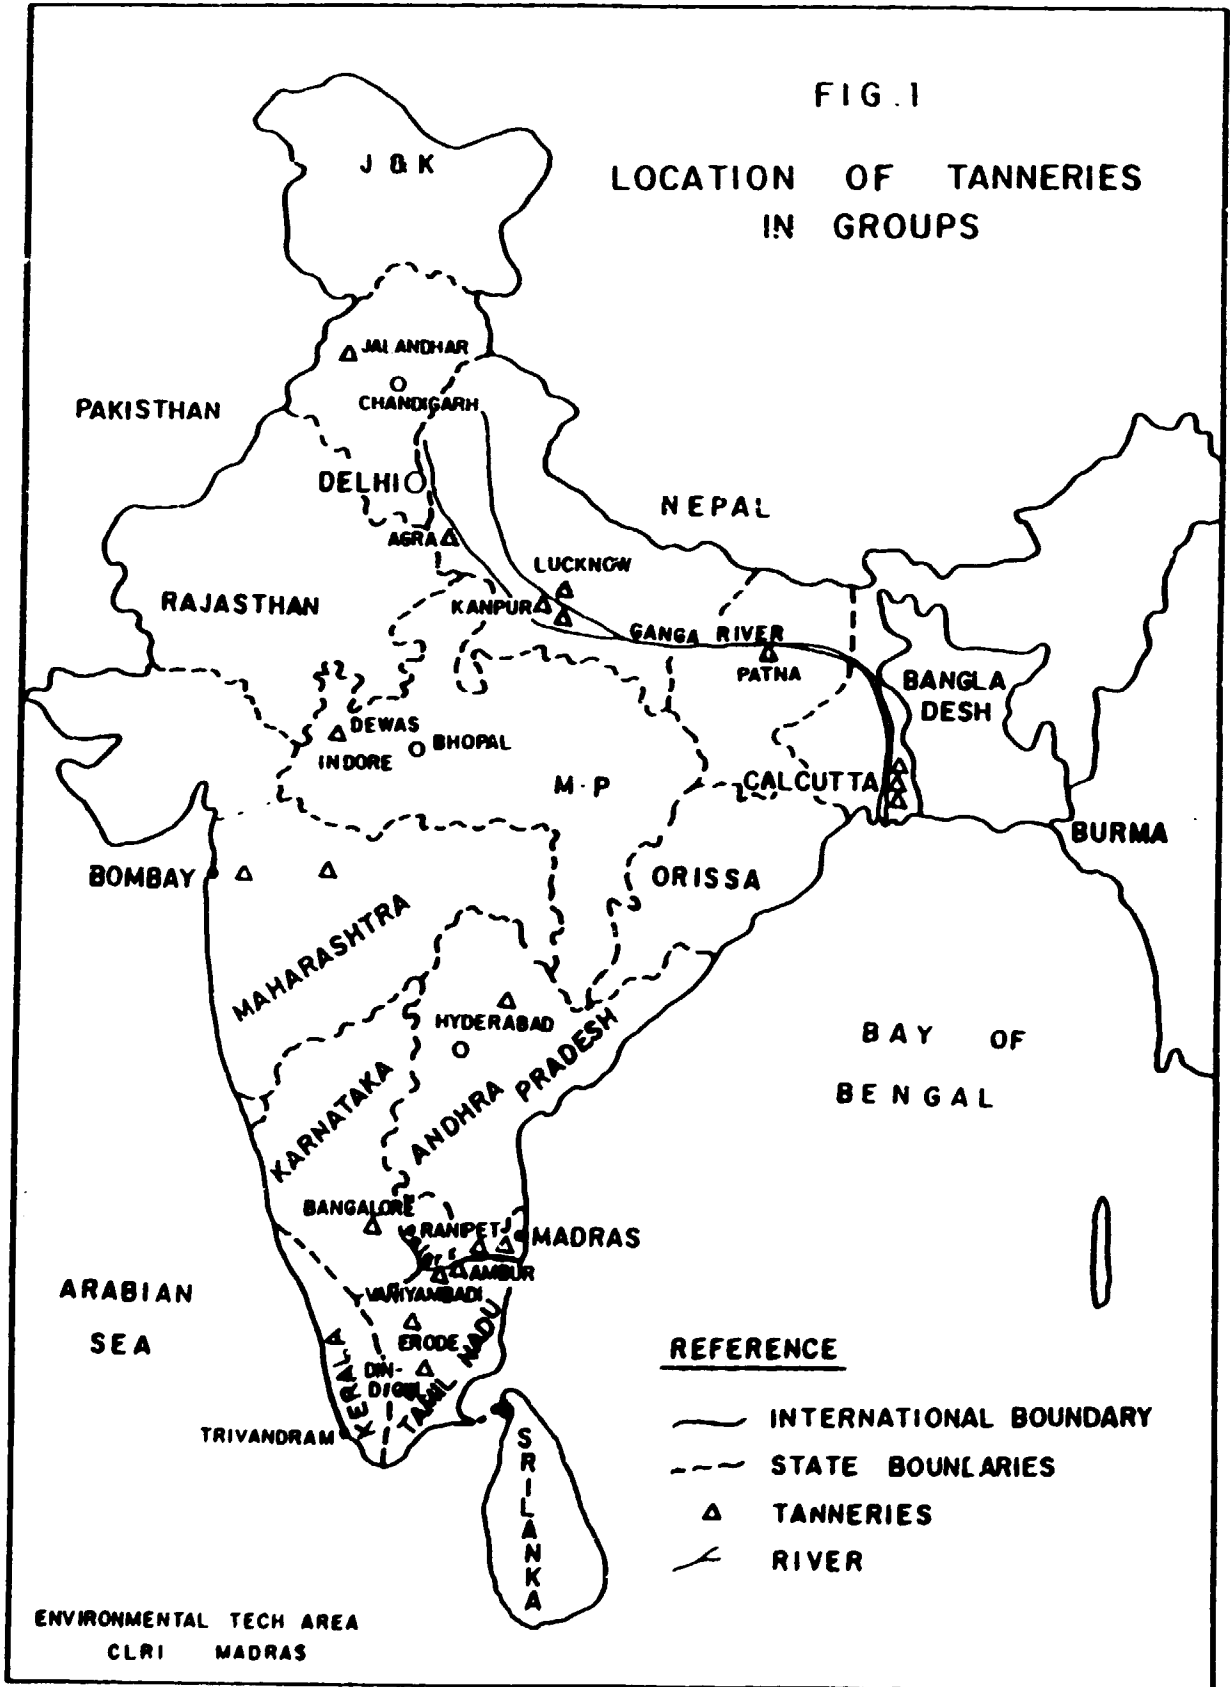 FIG.1
LOCATION OF TANNERIES
IN GROUPS
J & K
JALANDHAR
CHANDIGARH
PAKISTHAN
DELHI
NEPAL
AGRA
LUCKNOW
RAJASTHAN
KANPUR
GANGA RIVER
PATNA
BANGLA
DESH
DEWAS
INDORE
BHOPAL
M.P
CALCUTTA
BURMA
BOMBAY
ORISSA
MAHARASHTRA
HYDERABAD
ANDHRA PRADESH
KARNATAKA
BAY OF
BENGAL
BANGALORE
RANIPET
MADRAS
AMBUR
VANIYAMBADI
ARABIAN
SEA
ERODE
DIN-
DIGUL
TAMIL NADU
KERALA
TRIVANDRAM
SRILANKA
REFERENCE
INTERNATIONAL BOUNDARY
STATE BOUNDARIES
TANNERIES
RIVER
ENVIRONMENTAL TECH AREA
CLRI MADRAS